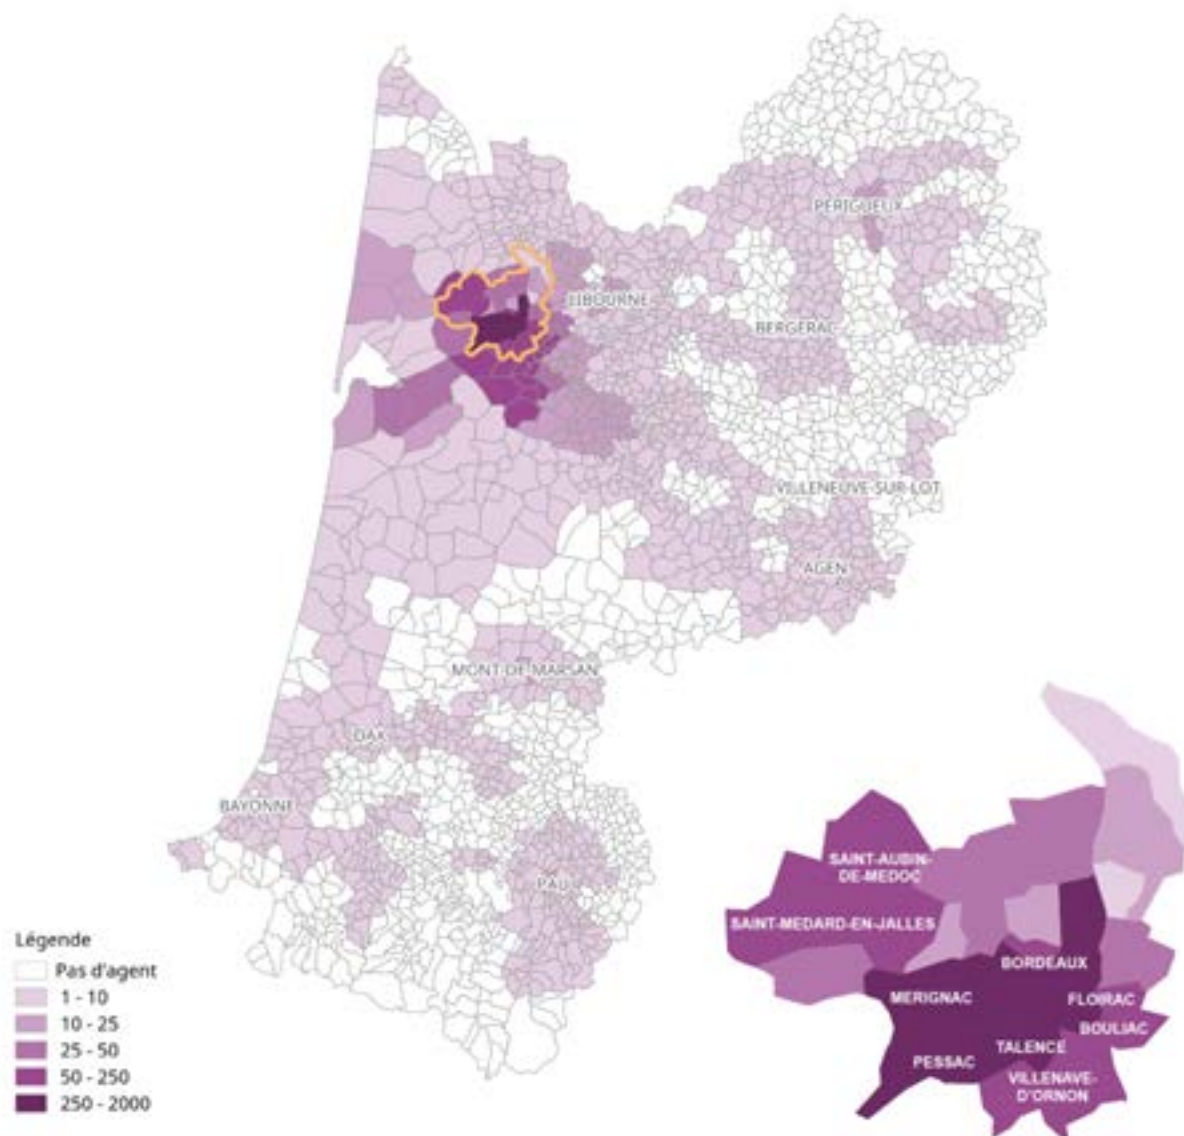 PÉRIGUEUX
LIBOURNE
BERGERAC
VILLENEUVE-SUR-LOT
AGEN
MONT-DE-MARSAN
DAX
BAYONNE
PAU
Légende
Pas d'agent
1 - 10
10 - 25
25 - 50
50 - 250
250 - 2000
SAINT-AUBIN-
DE-MEDOC
SAINT-MEDARD-EN-JALLES
BORDEAUX
MERIGNAC
FLOIRAC
BOULIAC
TALENCE
PESSAC
VILLENAVE-
D'ORNON